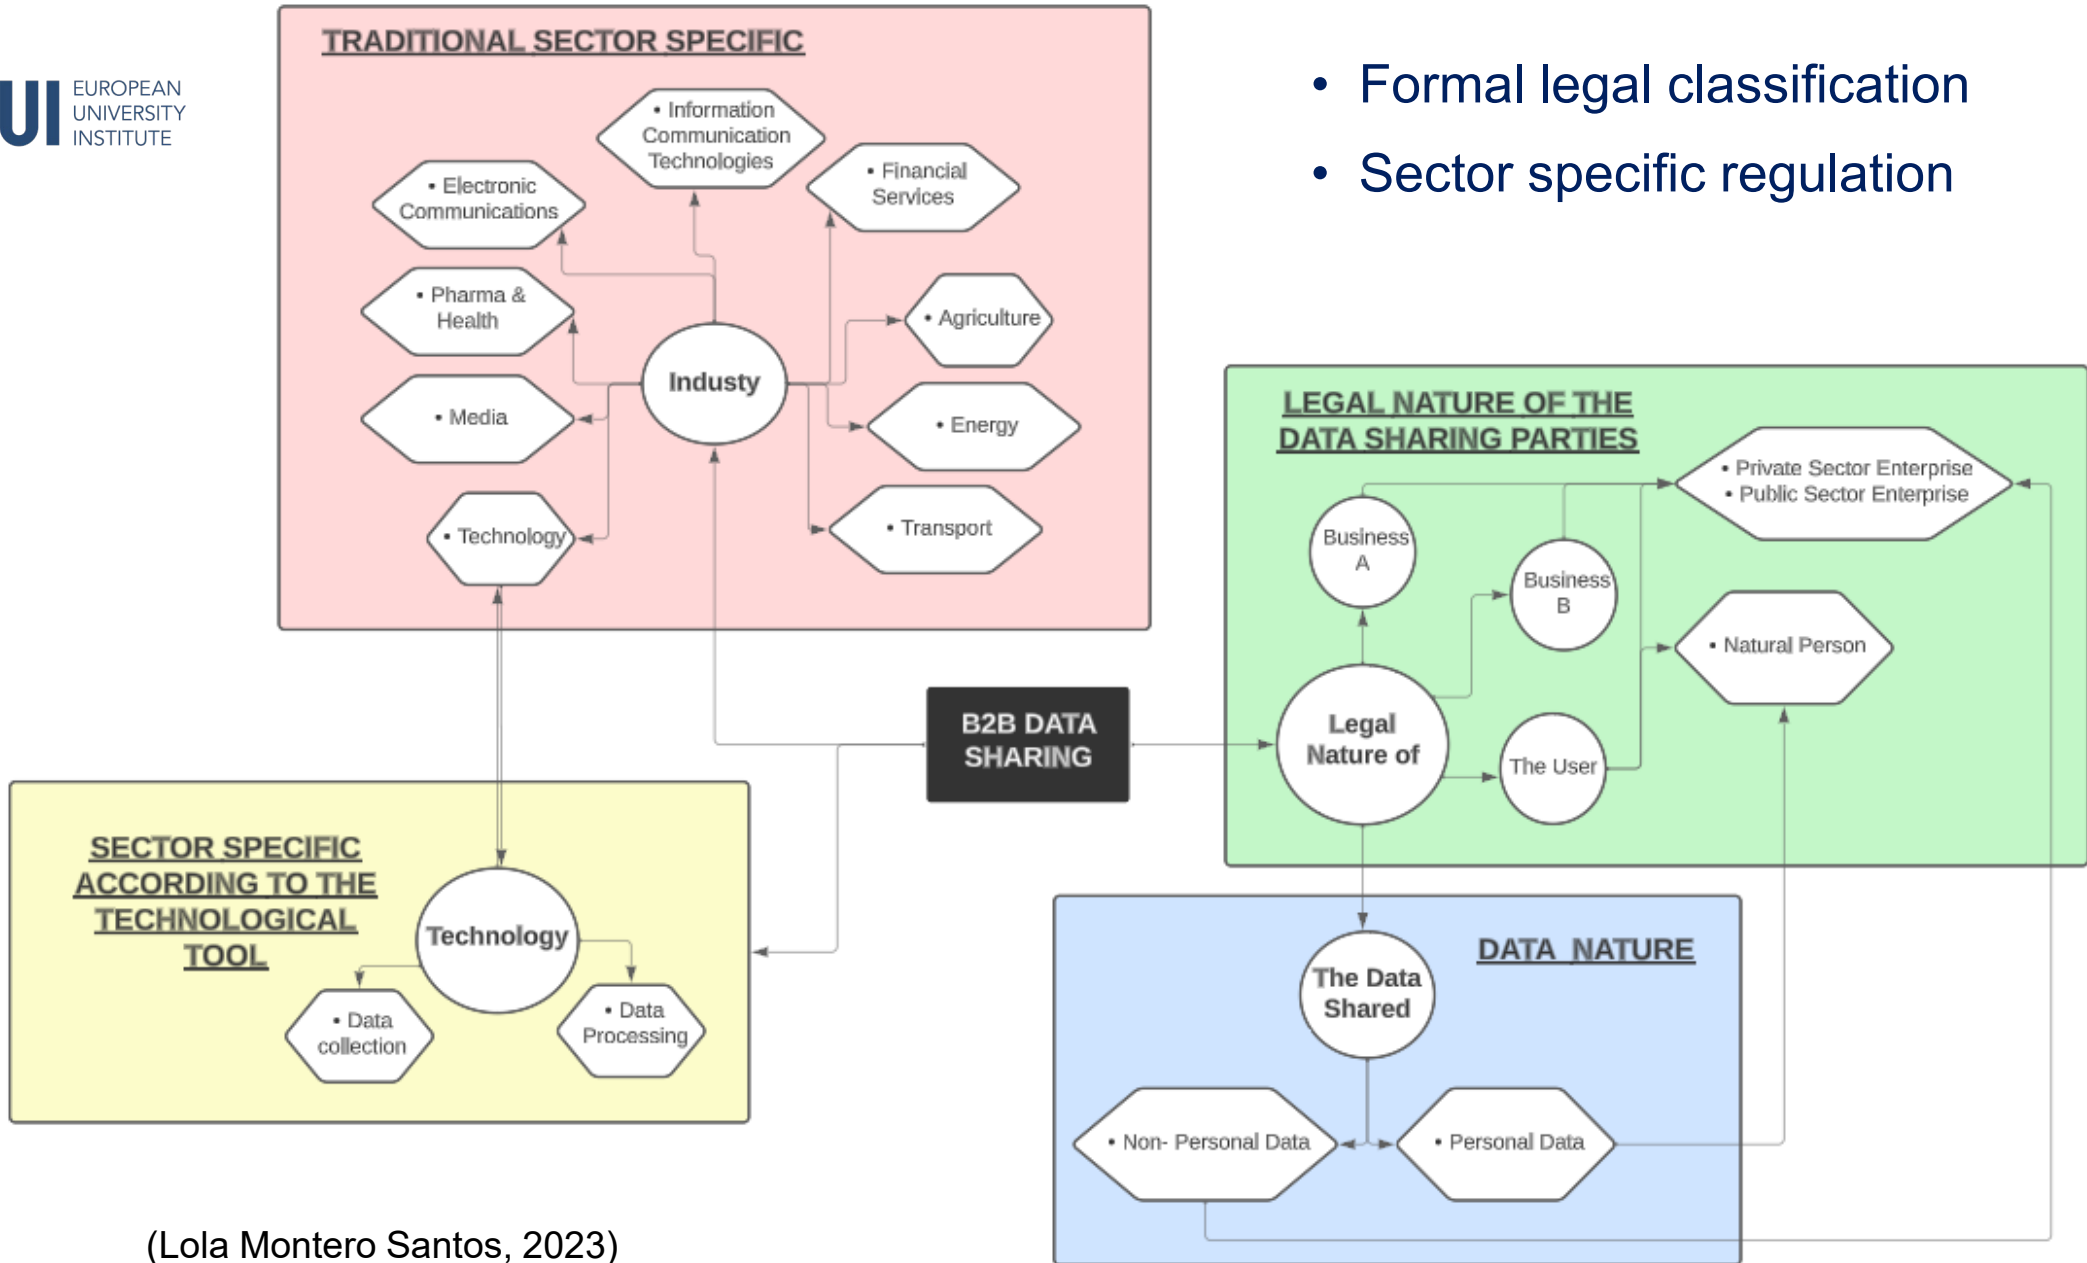 UI EUROPEAN
UNIVERSITY
INSTITUTE
TRADITIONAL SECTOR SPECIFIC
• Information
Communication
Technologies
• Electronic
Communications
• Financial
Services
• Pharma &
Health
• Agriculture
Industy
• Media
• Energy
• Technology
• Transport
• Formal legal classification
• Sector specific regulation
LEGAL NATURE OF THE
DATA SHARING PARTIES
• Private Sector Enterprise
• Public Sector Enterprise
Business
A
Business
B
• Natural Person
Legal
Nature of
The User
B2B DATA
SHARING
SECTOR SPECIFIC
ACCORDING TO THE
TECHNOLOGICAL
TOOL
Technology
• Data
collection
• Data
Processing
DATA NATURE
The Data
Shared
• Non- Personal Data
• Personal Data
(Lola Montero Santos, 2023)